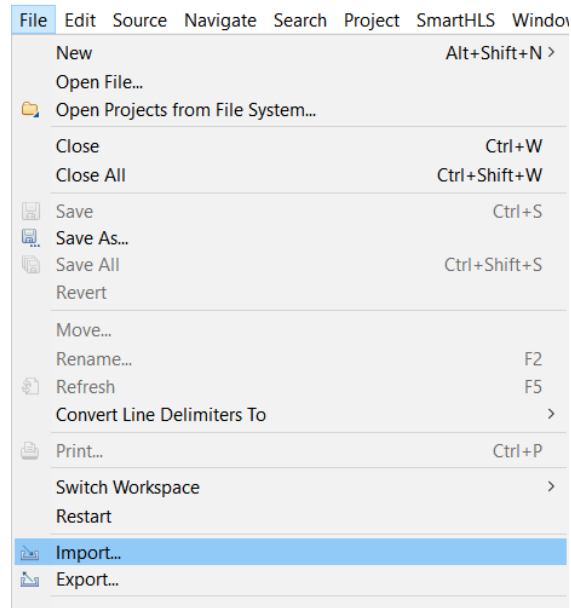 File Edit Source Navigate Search Project SmartHLS Window
New Alt+Shift+N >
Open File...
Open Projects from File System...
Close Ctrl+W
Close All Ctrl+Shift+W
Save Ctrl+S
Save As...
Save All Ctrl+Shift+S
Revert
Move...
Rename... F2
Refresh F5
Convert Line Delimiters To >
Print... Ctrl+P
Switch Workspace >
Restart
Import...
Export...